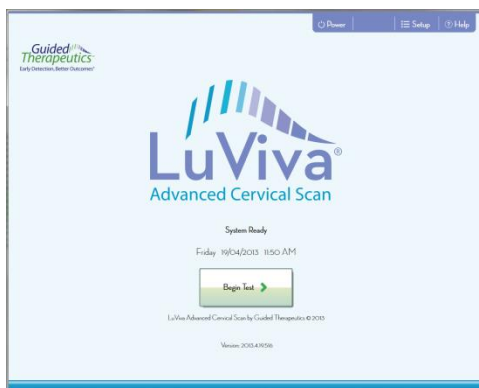 Power
Setup
Help
Guided
Therapeutics
Early Detection, Better Outcomes®
LuViva®
Advanced Cervical Scan
System Ready
Friday 19/04/2013 11:50 AM
Begin Test
LuViva Advanced Cervical Scan by Guided Therapeutics © 2013